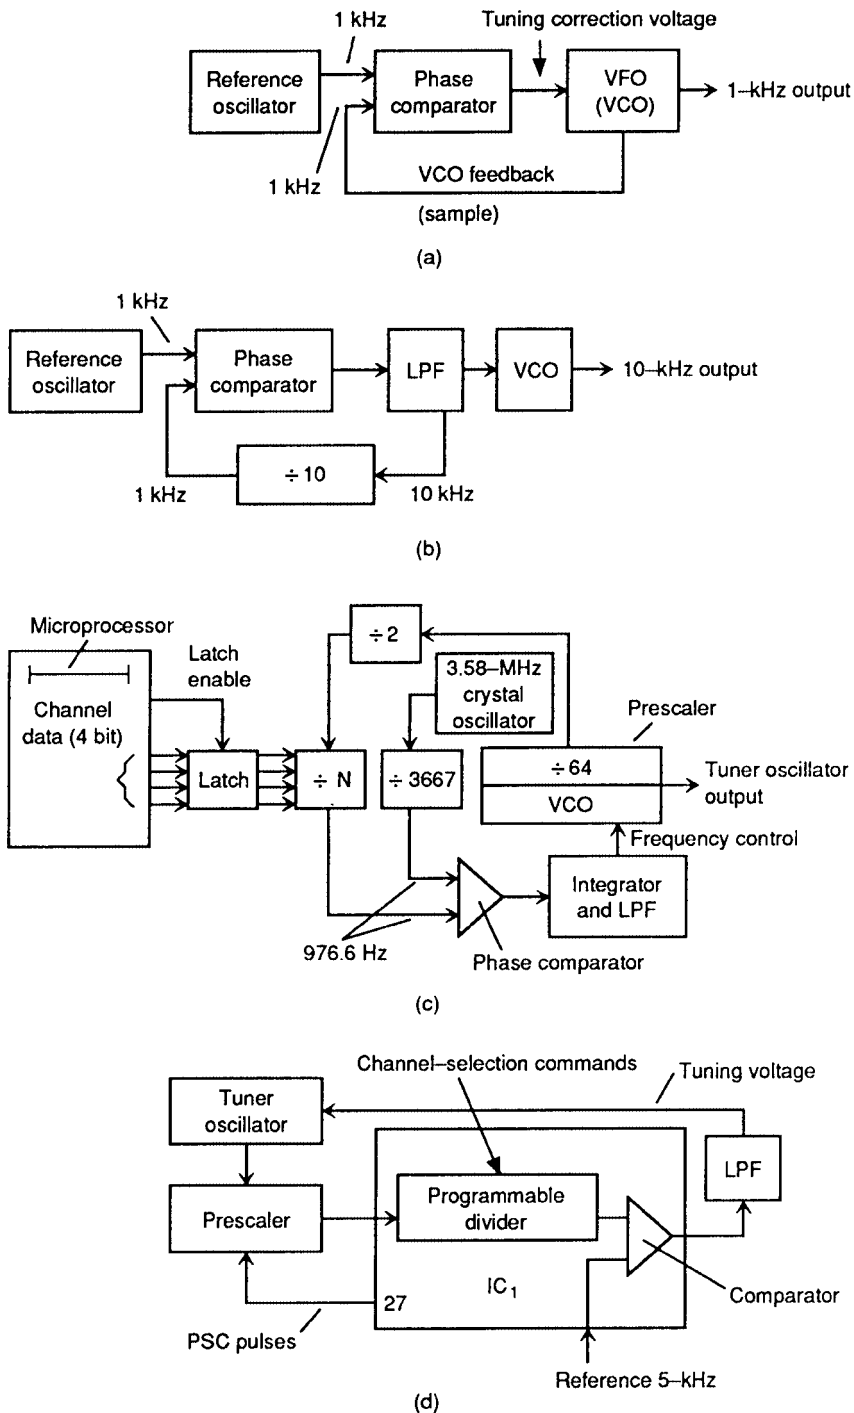 1 kHz
Tuning correction voltage
Reference
oscillator
Phase
comparator
VFO
(VCO)
1–kHz output
1 kHz
VCO feedback
(sample)
(a)
1 kHz
Reference
oscillator
Phase
comparator
LPF
VCO
10–kHz output
÷ 10
1 kHz
10 kHz
(b)
Microprocessor
Latch
enable
÷ 2
3.58–MHz
crystal
oscillator
Prescaler
Channel
data (4 bit)
Latch
÷ N
÷ 3667
÷ 64
VCO
Tuner oscillator
output
Frequency control
Integrator
and LPF
976.6 Hz
Phase comparator
(c)
Channel–selection commands
Tuning voltage
Tuner
oscillator
LPF
Prescaler
Programmable
divider
27
IC1
Comparator
PSC pulses
Reference 5–kHz
(d)